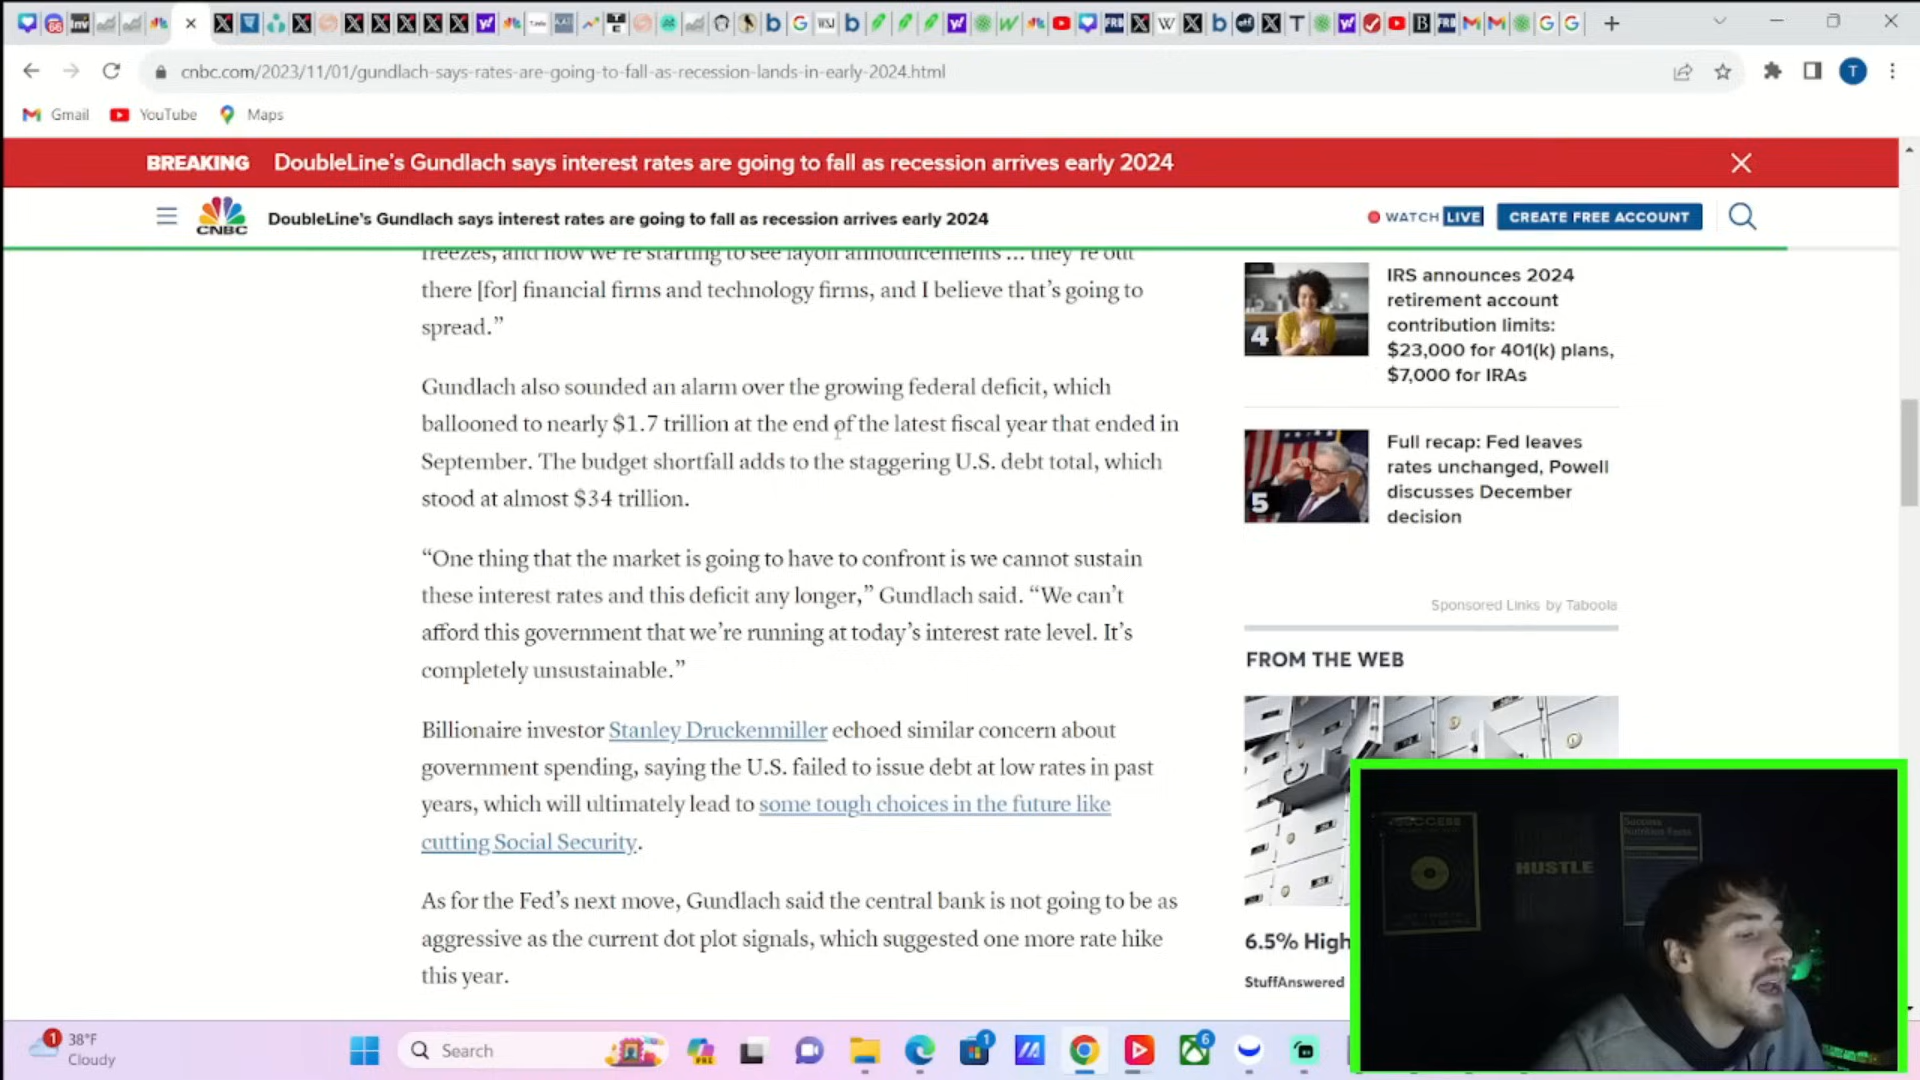 cnbc.com/2023/11/01/gundlach-says-rates-are-going-to-fall-as-recession-lands-in-early-2024.html
T
Gmail
YouTube
Maps
BREAKING DoubleLine's Gundlach says interest rates are going to fall as recession arrives early 2024
CNBC
DoubleLine's Gundlach says interest rates are going to fall as recession arrives early 2024
WATCH LIVE
CREATE FREE ACCOUNT
freezes, and now we're starting to see layoff announcements … they're out
there [for] financial firms and technology firms, and I believe that's going to
spread.”
Gundlach also sounded an alarm over the growing federal deficit, which
ballooned to nearly $1.7 trillion at the end of the latest fiscal year that ended in
September. The budget shortfall adds to the staggering U.S. debt total, which
stood at almost $34 trillion.
“One thing that the market is going to have to confront is we cannot sustain
these interest rates and this deficit any longer,” Gundlach said. “We can't
afford this government that we're running at today's interest rate level. It's
completely unsustainable.”
Billionaire investor Stanley Druckenmiller echoed similar concern about
government spending, saying the U.S. failed to issue debt at low rates in past
years, which will ultimately lead to some tough choices in the future like
cutting Social Security.
As for the Fed's next move, Gundlach said the central bank is not going to be as
aggressive as the current dot plot signals, which suggested one more rate hike
this year.
4
IRS announces 2024
retirement account
contribution limits:
$23,000 for 401(k) plans,
$7,000 for IRAs
5
Full recap: Fed leaves
rates unchanged, Powell
discusses December
decision
Sponsored Links by Taboola
FROM THE WEB
6.5% High
StuffAnswered
SUCCESS
HUSTLE
Success
Nutrition Facts
1
38°F
Cloudy
Search
PRE
1
6